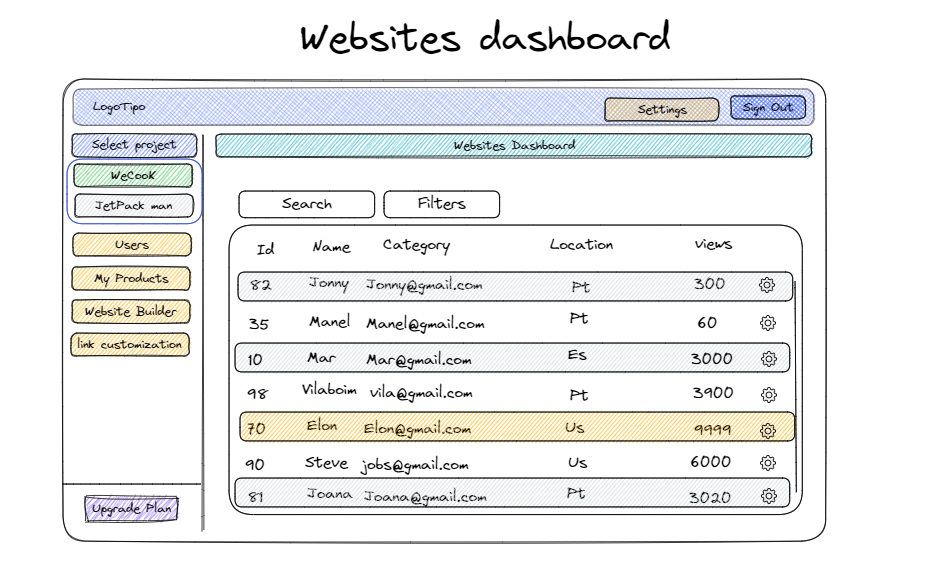 Websites dashboard
LogoTipo
Settings
Sign Out
Select project
WeCook
JetPack man
Users
My Products
Website Builder
link customization
Upgrade Plan
Websites Dashboard
Search
Filters
Id Name Category Location views
82 Jonny Jonny@gmail.com Pt 300
35 Manel Manel@gmail.com Pt 60
10 Mar Mar@gmail.com Es 3000
98 Vilaboim vila@gmail.com Pt 3900
70 Elon Elon@gmail.com Us 9999
90 Steve jobs@gmail.com Us 6000
81 Joana Joana@gmail.com Pt 3020